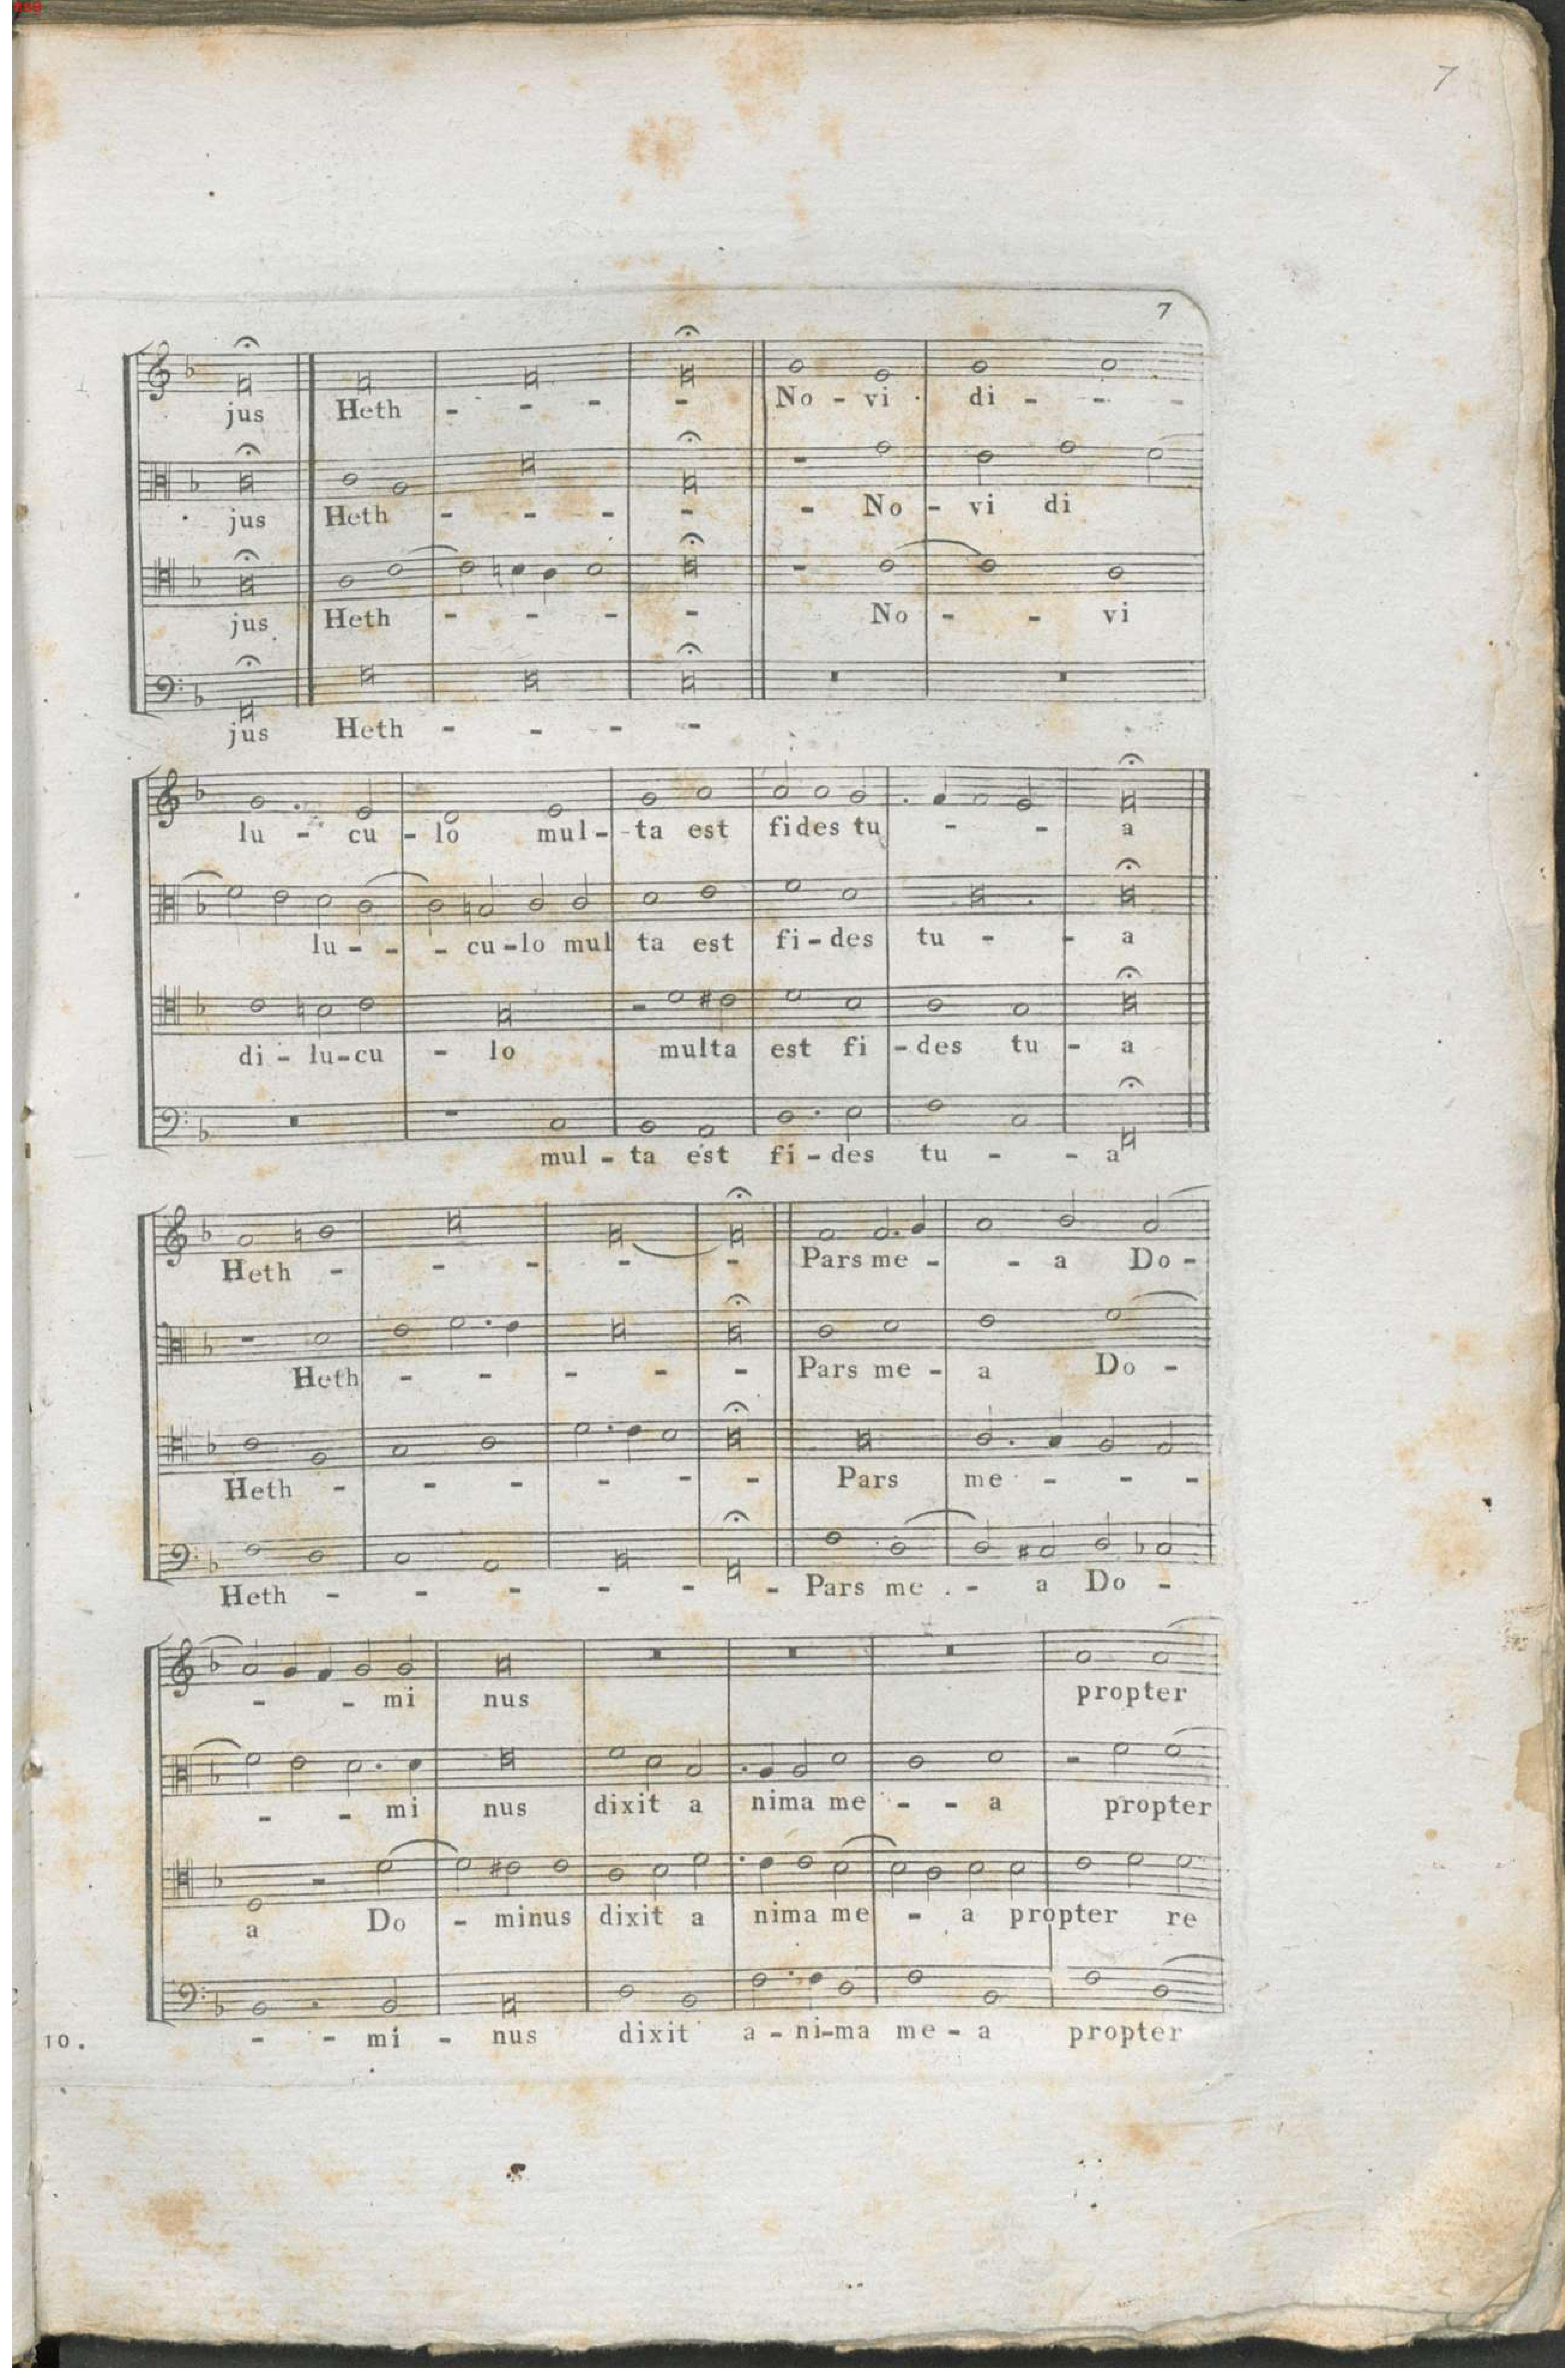 7
7
jus Heth - - - - No - vi di - - -
jus Heth - - - - - No - vi di
jus Heth - - - - No - - vi
jus Heth - - - -
lu - cu - lo mul - ta est fides tu - - a
lu - - - cu - lo mul ta est fi - des tu - - a
di - lu - cu - lo multa est fi - des tu - a
mul - ta est fi - des tu - - a
Heth - - - - - Pars me - - a Do -
Heth - - - - - Pars me - a Do -
Heth - - - - - - Pars me - - -
Heth - - - - - - Pars me - a Do -
- - mi nus propter
- - mi nus dixit a nima me - - a propter
a Do - minus dixit a nima me - a propter re
- - mi - nus dixit a - ni - ma me - a propter
10.